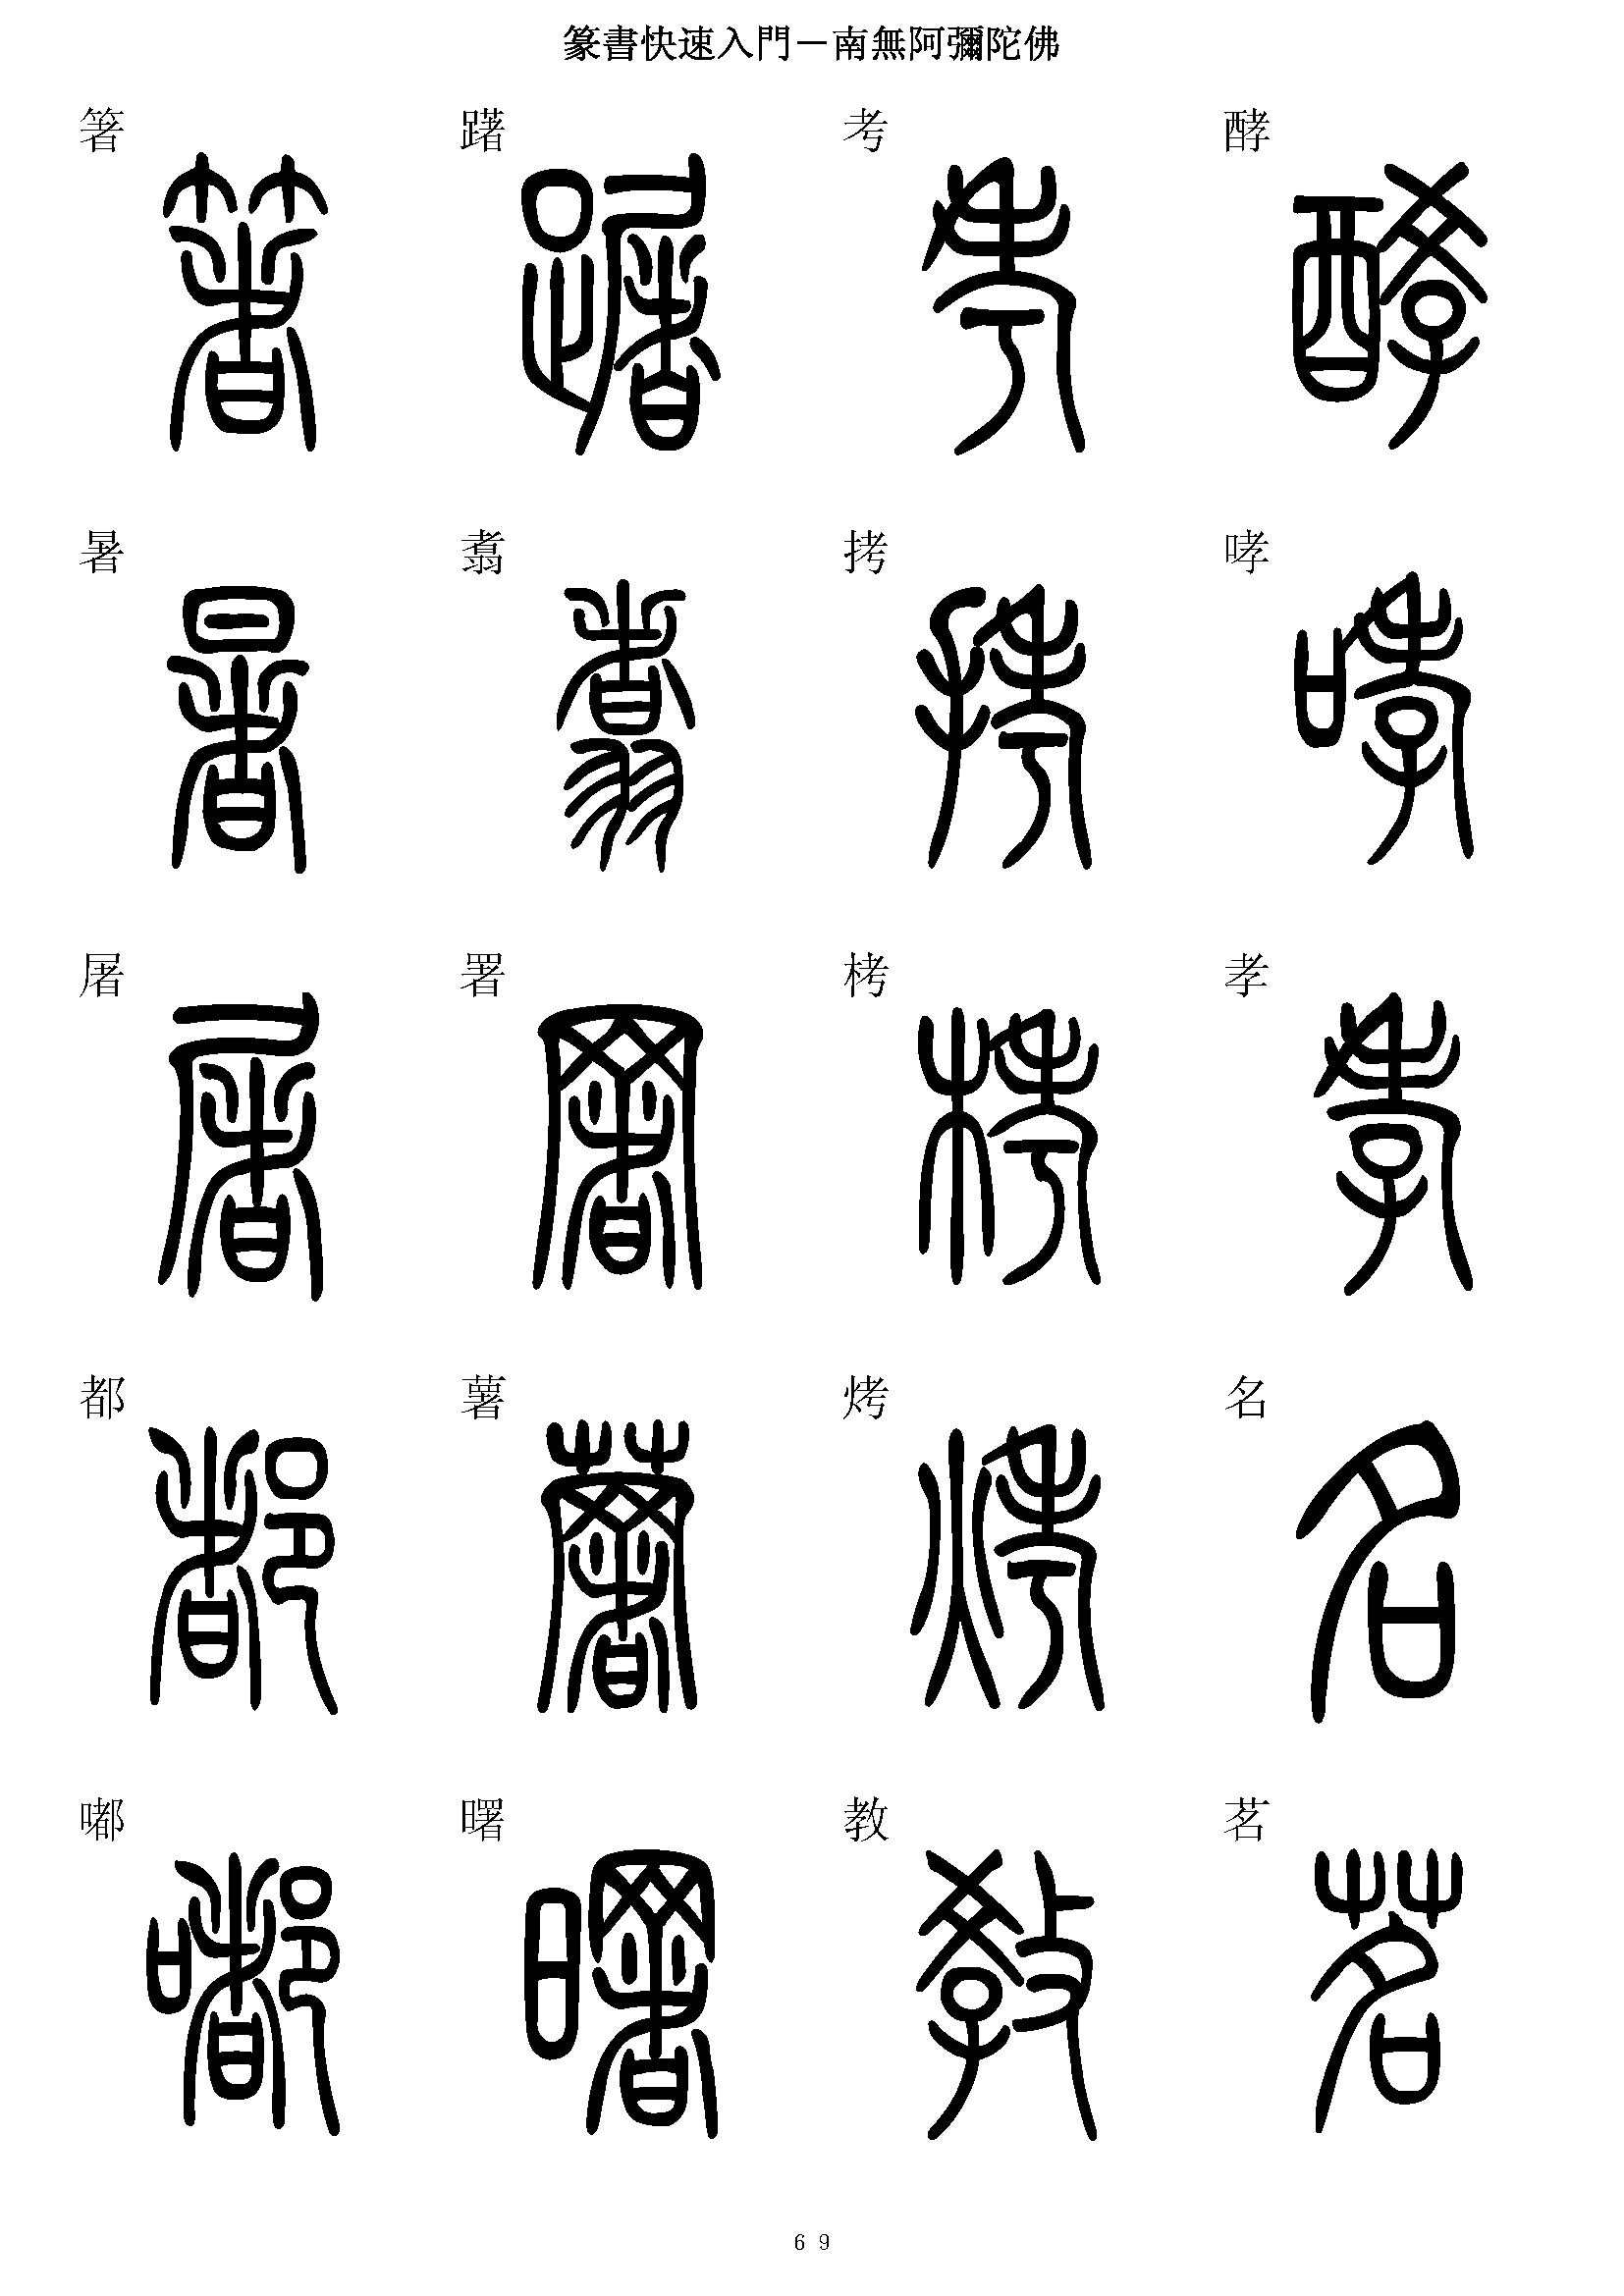 篆書快速入門－南無阿彌陀佛
箸 躇 考 酵
暑 翥 拷 哮
屠 署 栲 孝
都 薯 烤 名
嘟 曙 教 茗
69